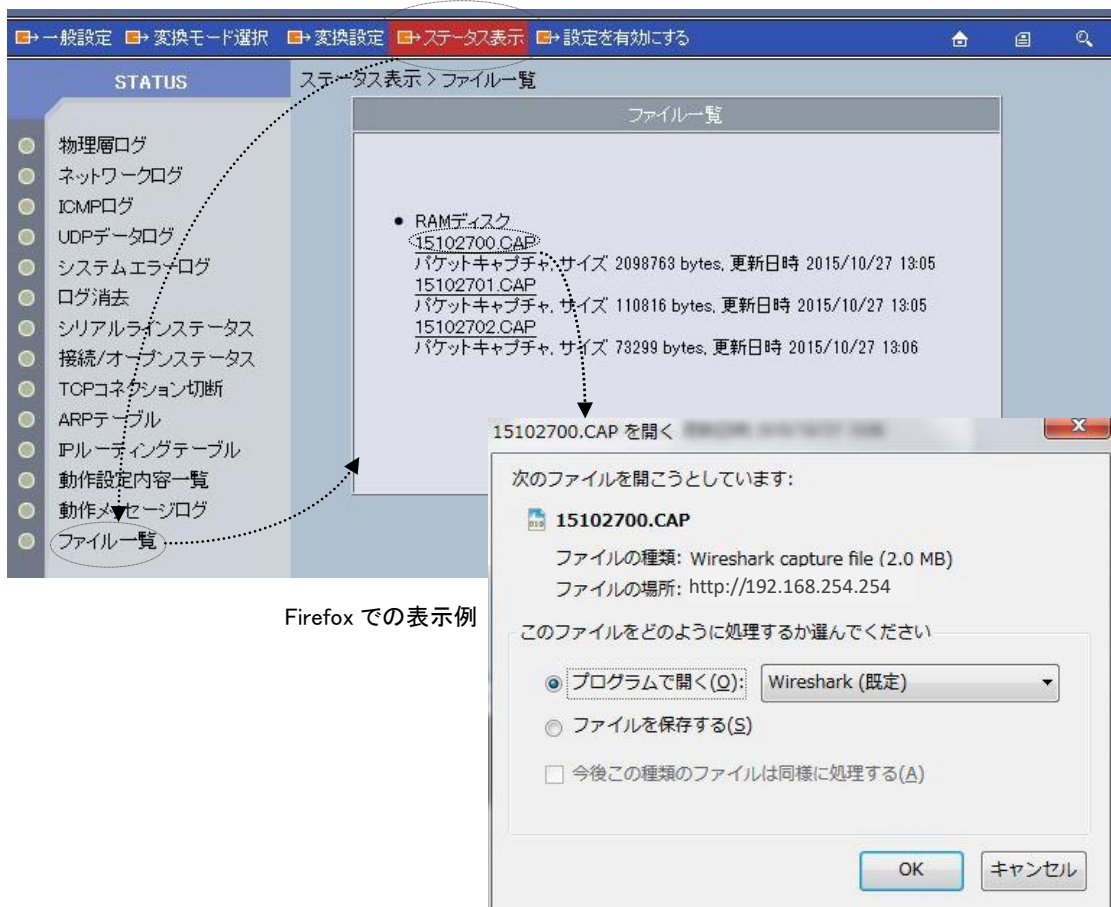 一般設定 変換モード選択 変換設定 ステータス表示 設定を有効にする
STATUS
物理層ログ
ネットワークログ
ICMPログ
UDPデータログ
システムエラーログ
ログ消去
シリアルラインステータス
接続/オープンステータス
TCPコネクション切断
ARPテーブル
IPルーティングテーブル
動作設定内容一覧
動作メッセージログ
ファイル一覧
ステータス表示 > ファイル一覧
ファイル一覧
● RAMディスク
15102700.CAP
パケットキャプチャ, サイズ 2098763 bytes, 更新日時 2015/10/27 13:05
15102701.CAP
パケットキャプチャ, サイズ 110816 bytes, 更新日時 2015/10/27 13:05
15102702.CAP
パケットキャプチャ, サイズ 73299 bytes, 更新日時 2015/10/27 13:06
Firefox での表示例
15102700.CAP を開く
次のファイルを開こうとしています:
15102700.CAP
ファイルの種類: Wireshark capture file (2.0 MB)
ファイルの場所: http://192.168.254.254
このファイルをどのように処理するか選んでください
プログラムで開く(O): Wireshark (既定)
ファイルを保存する(S)
今後この種類のファイルは同様に処理する(A)
OK キャンセル